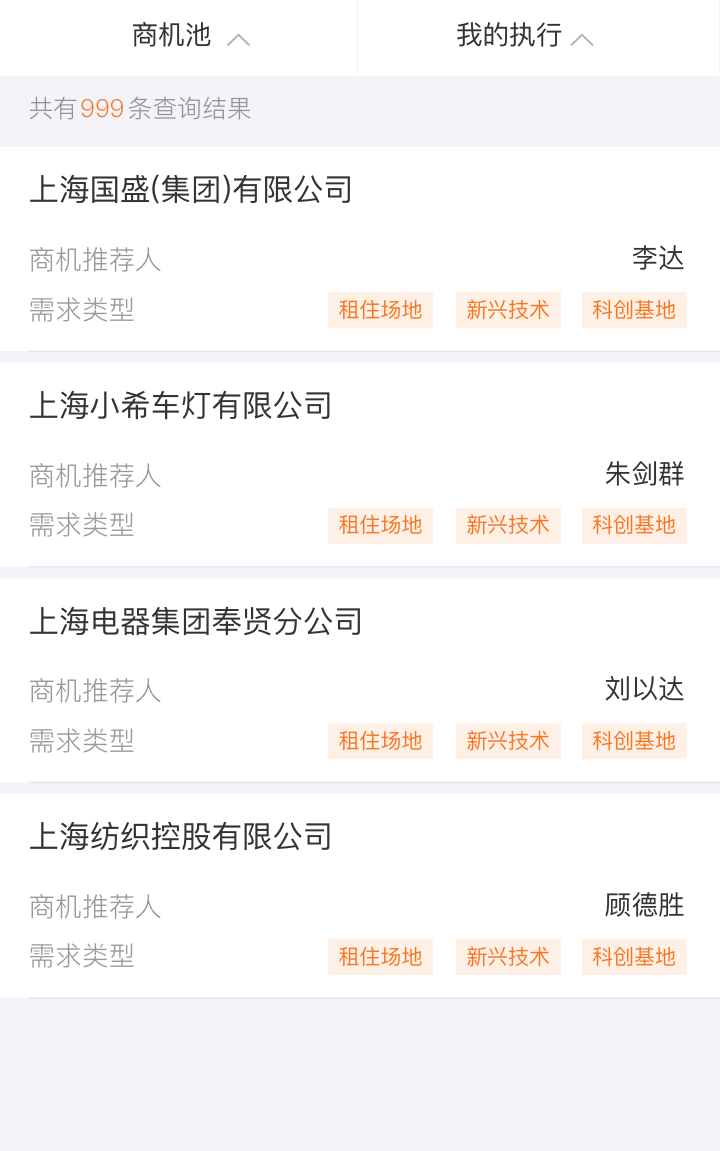 商机池 我的执行
共有999条查询结果
上海国盛(集团)有限公司
商机推荐人 李达
需求类型 租住场地 新兴技术 科创基地
上海小希车灯有限公司
商机推荐人 朱剑群
需求类型 租住场地 新兴技术 科创基地
上海电器集团奉贤分公司
商机推荐人 刘以达
需求类型 租住场地 新兴技术 科创基地
上海纺织控股有限公司
商机推荐人 顾德胜
需求类型 租住场地 新兴技术 科创基地